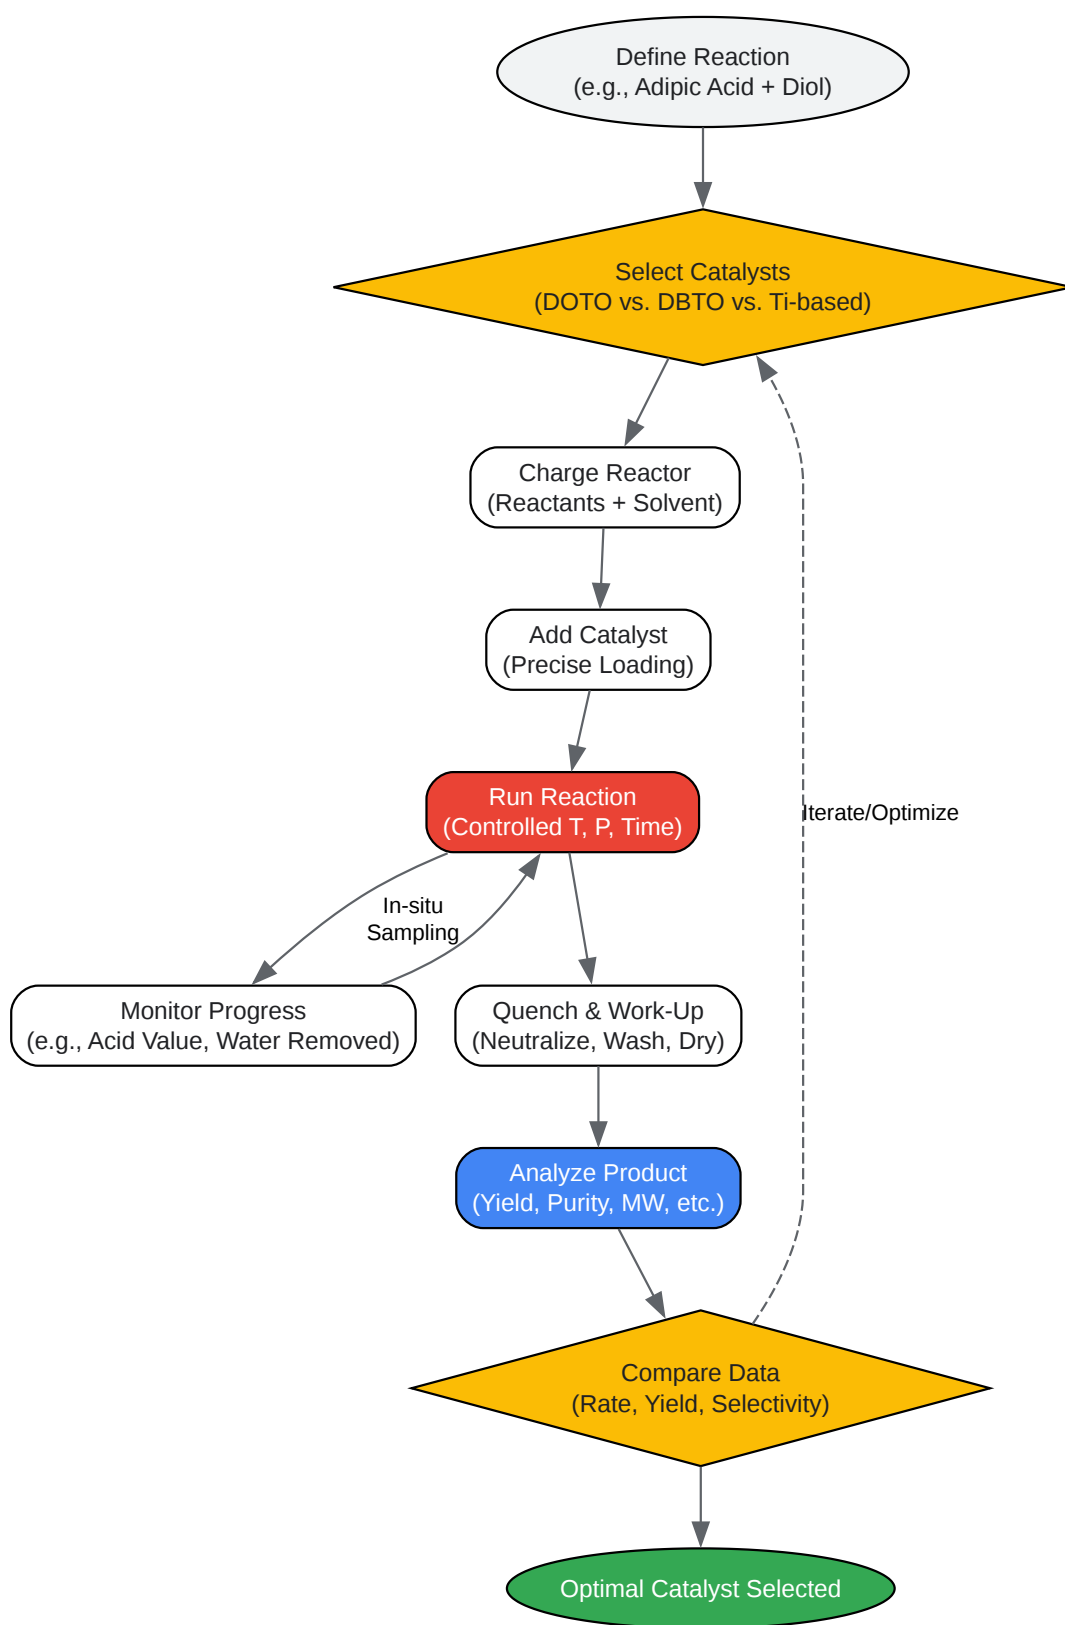 Define Reaction
(e.g., Adipic Acid + Diol)
Select Catalysts
(DOTO vs. DBTO vs. Ti-based)
Charge Reactor
(Reactants + Solvent)
Add Catalyst
(Precise Loading)
Run Reaction
(Controlled T, P, Time)
Iterate/Optimize
In-situ
Sampling
Monitor Progress
(e.g., Acid Value, Water Removed)
Quench & Work-Up
(Neutralize, Wash, Dry)
Analyze Product
(Yield, Purity, MW, etc.)
Compare Data
(Rate, Yield, Selectivity)
Optimal Catalyst Selected